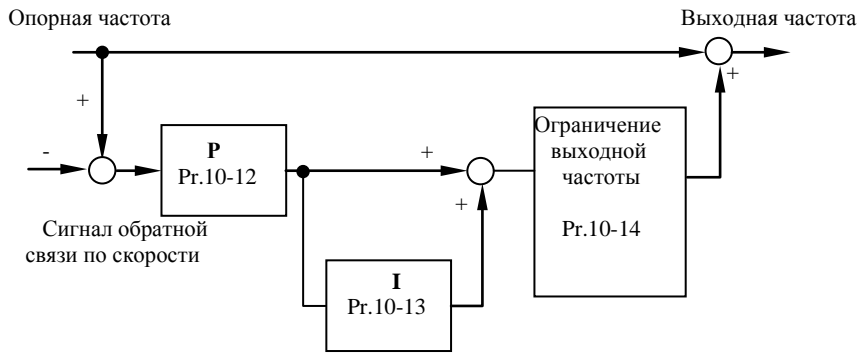 Опорная частота
Выходная частота
+
+
-
P
Pr.10-12
+
+
Ограничение
выходной
частоты
Pr.10-14
Сигнал обратной
связи по скорости
I
Pr.10-13